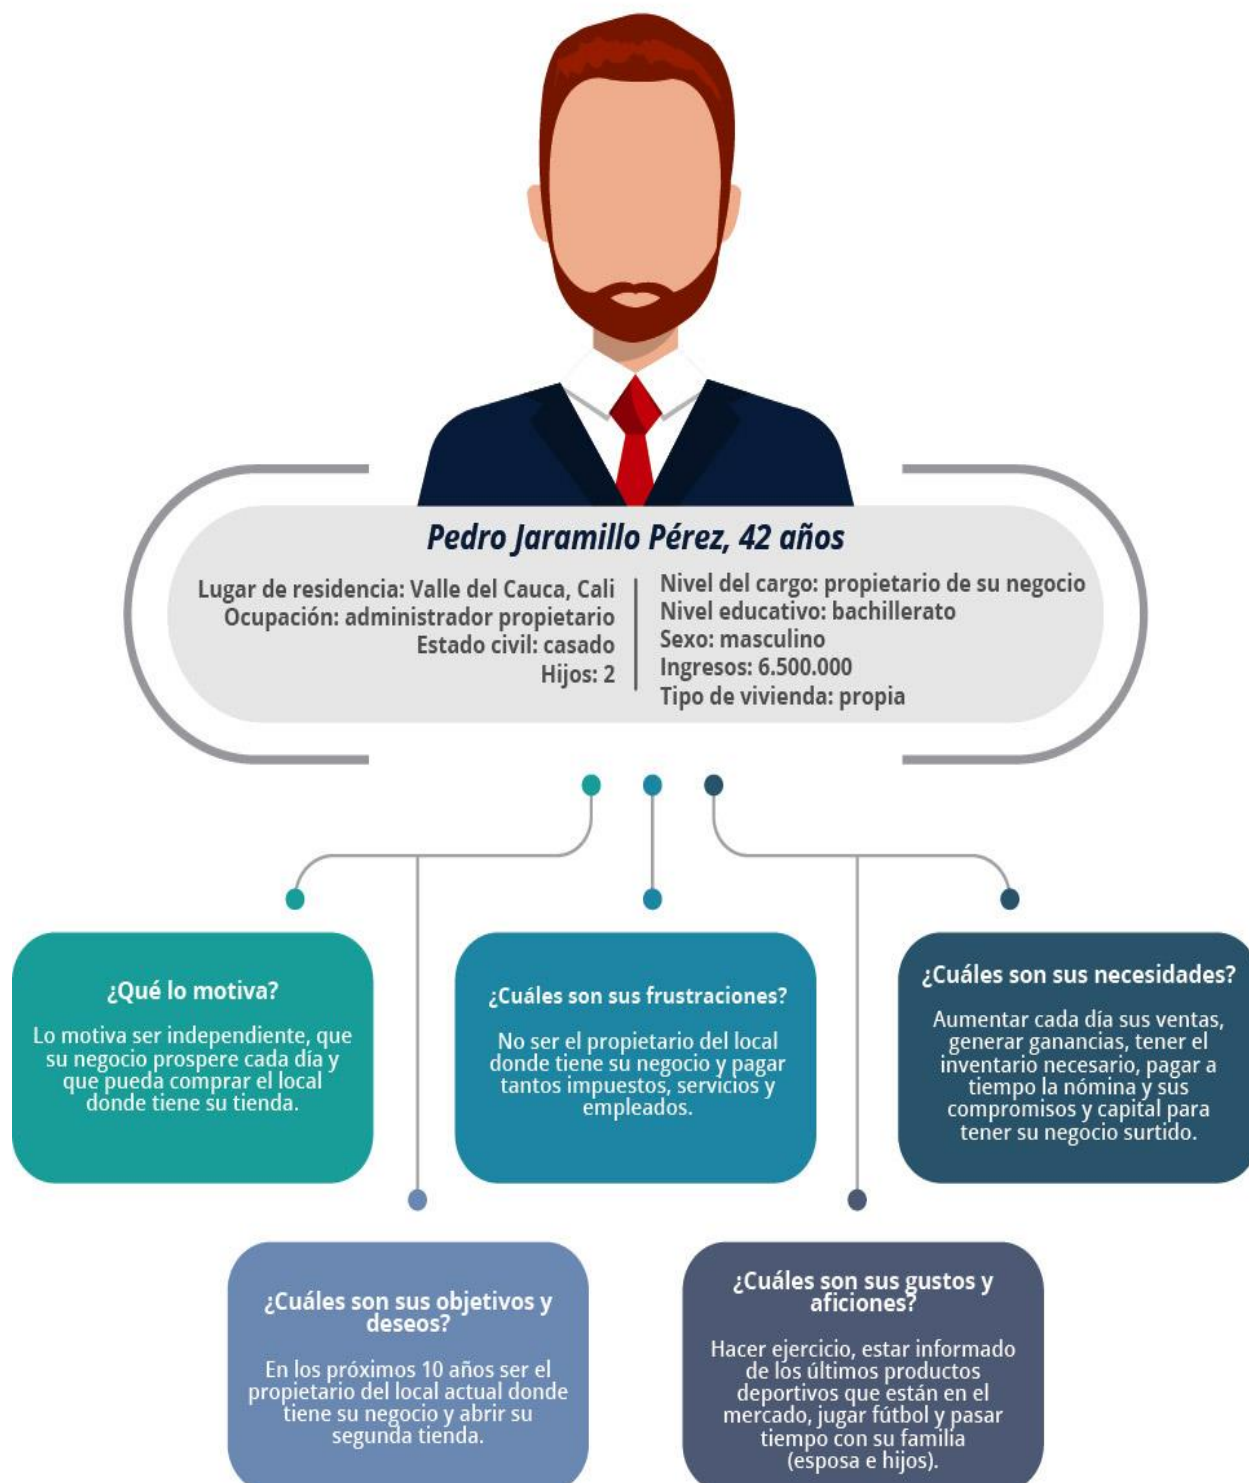 Pedro Jaramillo Pérez, 42 años
Lugar de residencia: Valle del Cauca, Cali
Ocupación: administrador propietario
Estado civil: casado
Hijos: 2
Nivel del cargo: propietario de su negocio
Nivel educativo: bachillerato
Sexo: masculino
Ingresos: 6.500.000
Tipo de vivienda: propia
¿Qué lo motiva?
Lo motiva ser independiente, que
su negocio prospere cada día y
que pueda comprar el local
donde tiene su tienda.
¿Cuáles son sus frustraciones?
No ser el propietario del local
donde tiene su negocio y pagar
tantos impuestos, servicios y
empleados.
¿Cuáles son sus necesidades?
Aumentar cada día sus ventas,
generar ganancias, tener el
inventario necesario, pagar a
tiempo la nómina y sus
compromisos y capital para
tener su negocio surtido.
¿Cuáles son sus objetivos y
deseos?
En los próximos 10 años ser el
propietario del local actual donde
tiene su negocio y abrir su
segunda tienda.
¿Cuáles son sus gustos y
aficiones?
Hacer ejercicio, estar informado
de los últimos productos
deportivos que están en el
mercado, jugar fútbol y pasar
tiempo con su familia
(esposa e hijos).